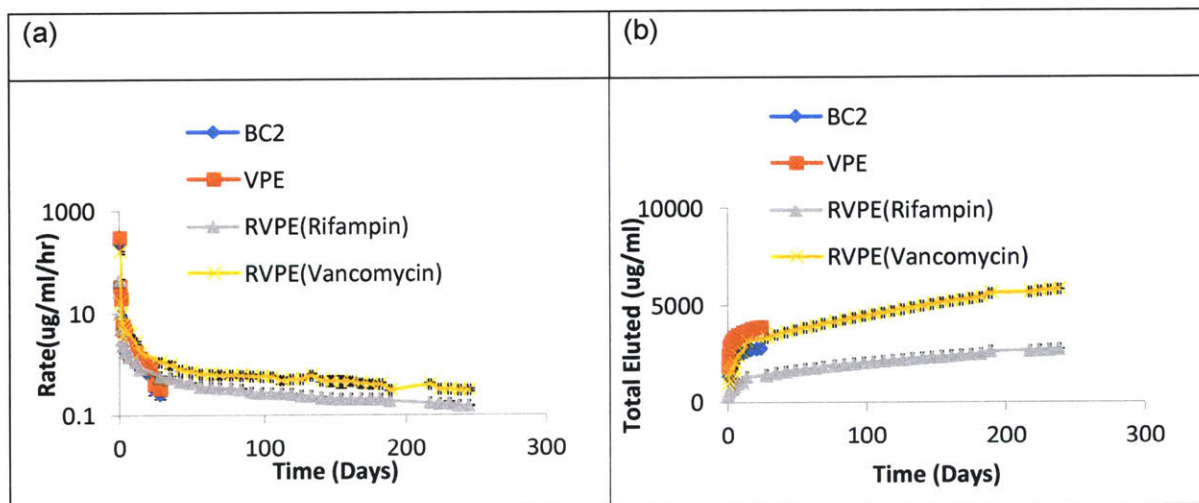 (a)
BC2
VPE
RVPE(Rifampin)
RVPE(Vancomycin)
Rate(ug/ml/hr)
1000
10
0.1
0
100
200
300
Time (Days)
(b)
BC2
VPE
RVPE(Rifampin)
RVPE(Vancomycin)
Total Eluted (ug/ml)
10000
5000
0
0
100
200
300
Time (Days)